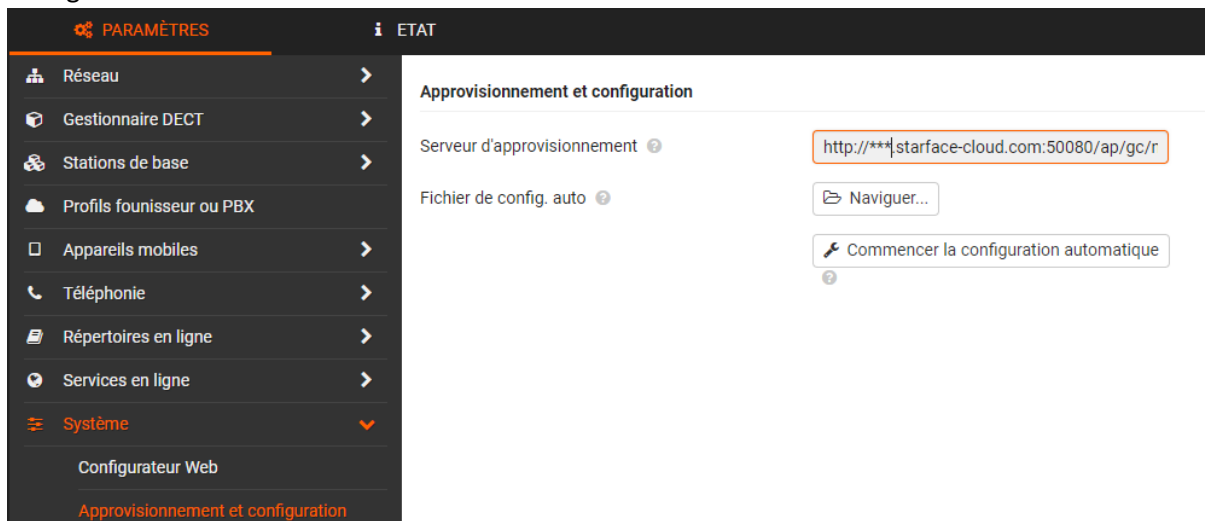 PARAMÈTRES
ETAT
Réseau
Gestionnaire DECT
Stations de base
Profils founisseur ou PBX
Appareils mobiles
Téléphonie
Répertoires en ligne
Services en ligne
Système
Configurateur Web
Approvisionnement et configuration
Approvisionnement et configuration
Serveur d'approvisionnement
http://***.starface-cloud.com:50080/ap/gc/r
Fichier de config. auto
Naviguer...
Commencer la configuration automatique